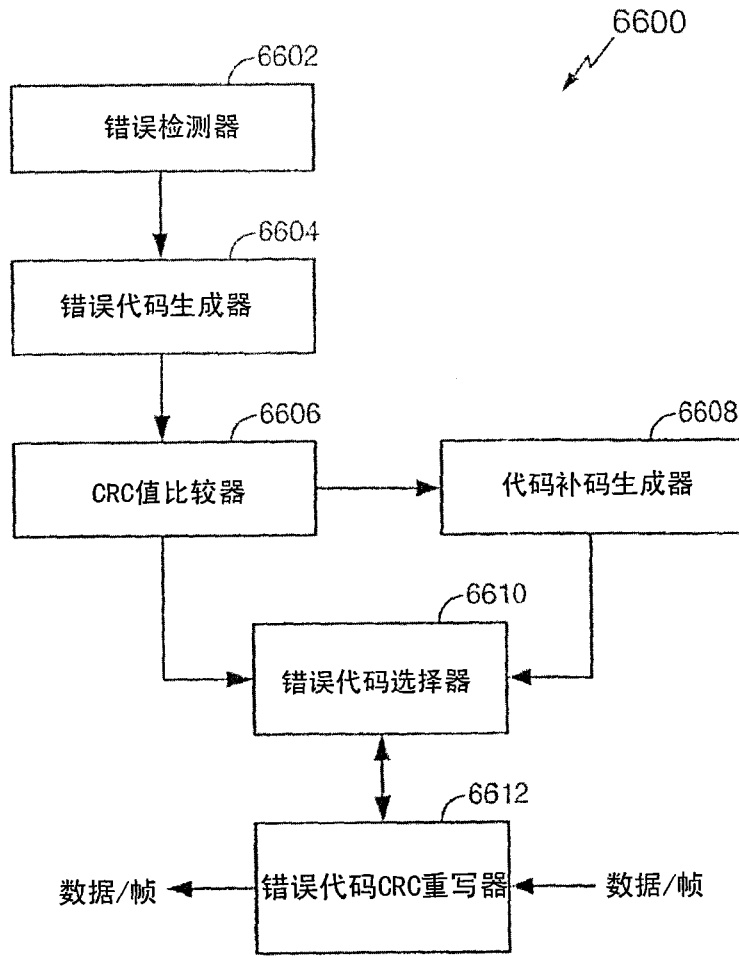 6600
6602
错误检测器
6604
错误代码生成器
6606
CRC值比较器
6608
代码补码生成器
6610
错误代码选择器
6612
数据/帧
错误代码CRC重写器
数据/帧